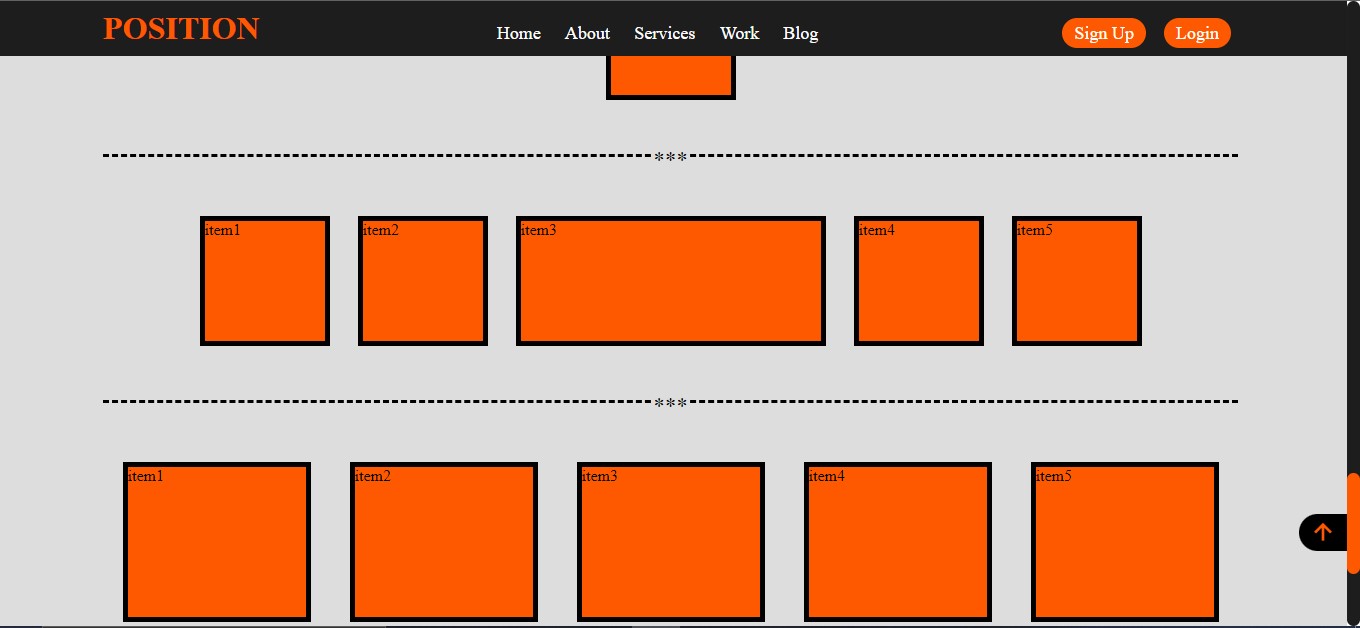 POSITION
Home About Services Work Blog
Sign Up Login
***
item1 item2 item3 item4 item5
***
item1 item2 item3 item4 item5